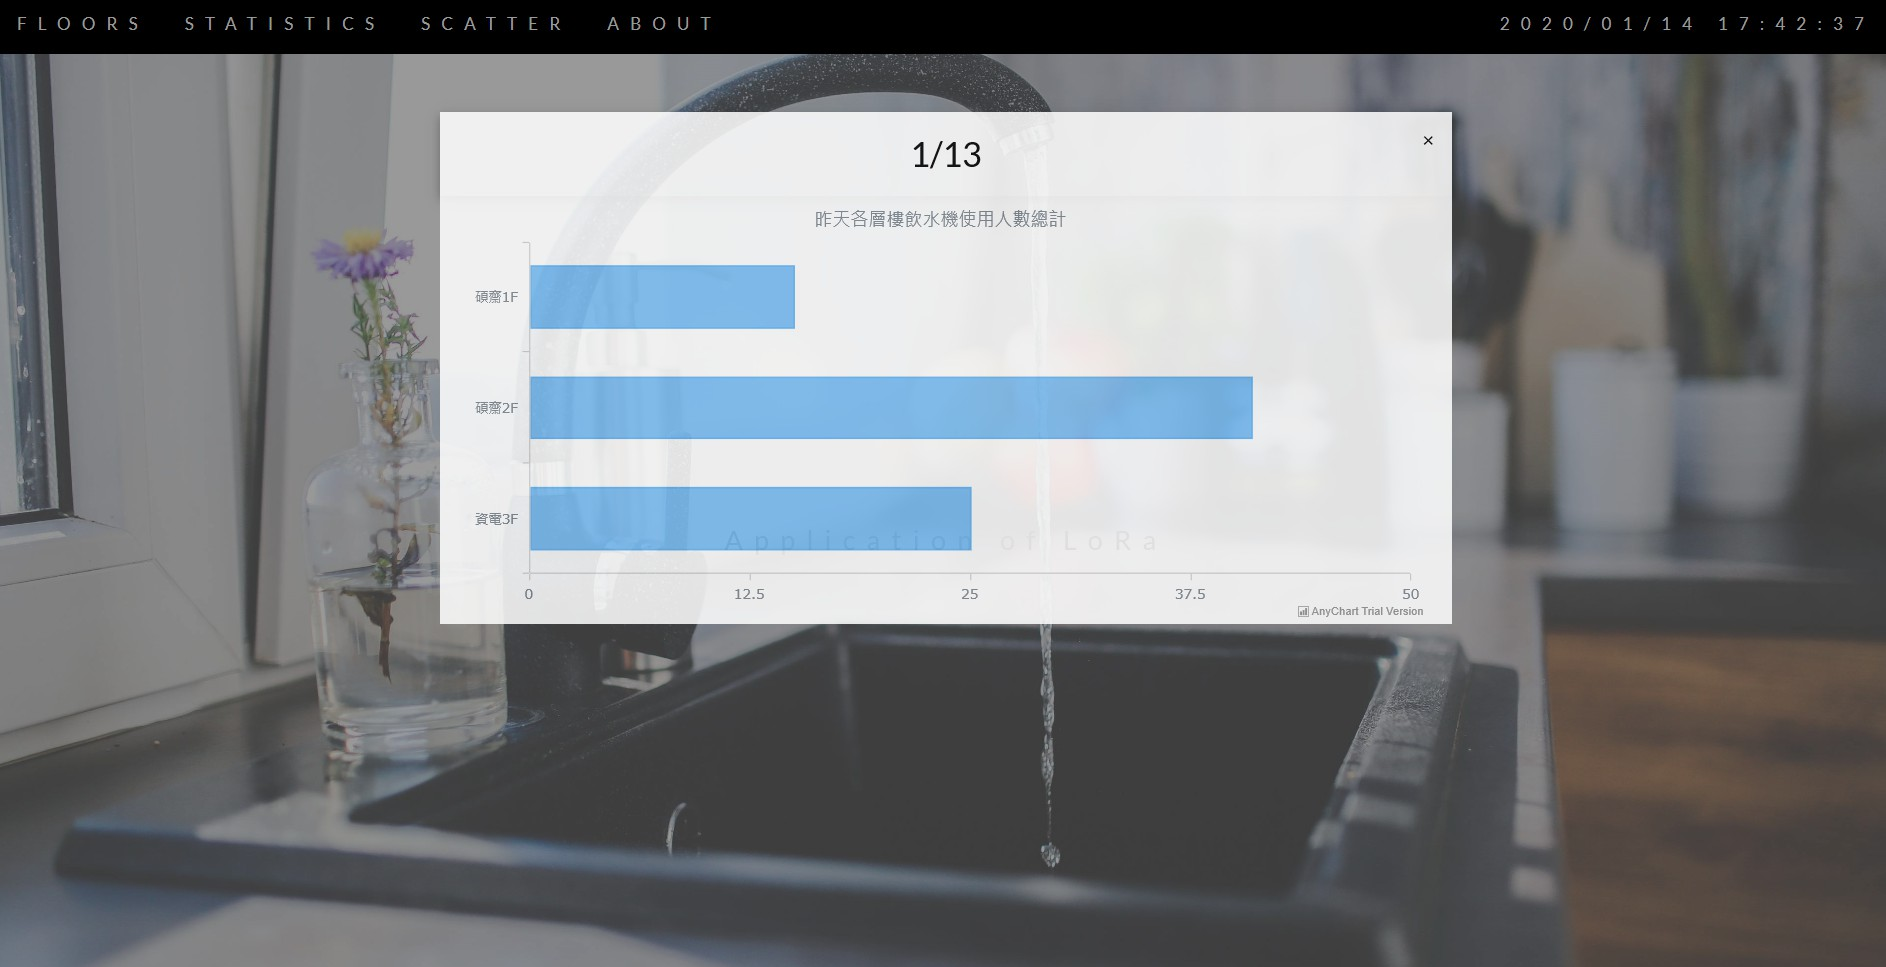 FLOORS STATISTICS SCATTER ABOUT 2020/01/14 17:42:37
1/13
×
昨天各層樓飲水機使用人數總計
碩齋1F
碩齋2F
資電3F
Application of LoRa
0 12.5 25 37.5 50
AnyChart Trial Version